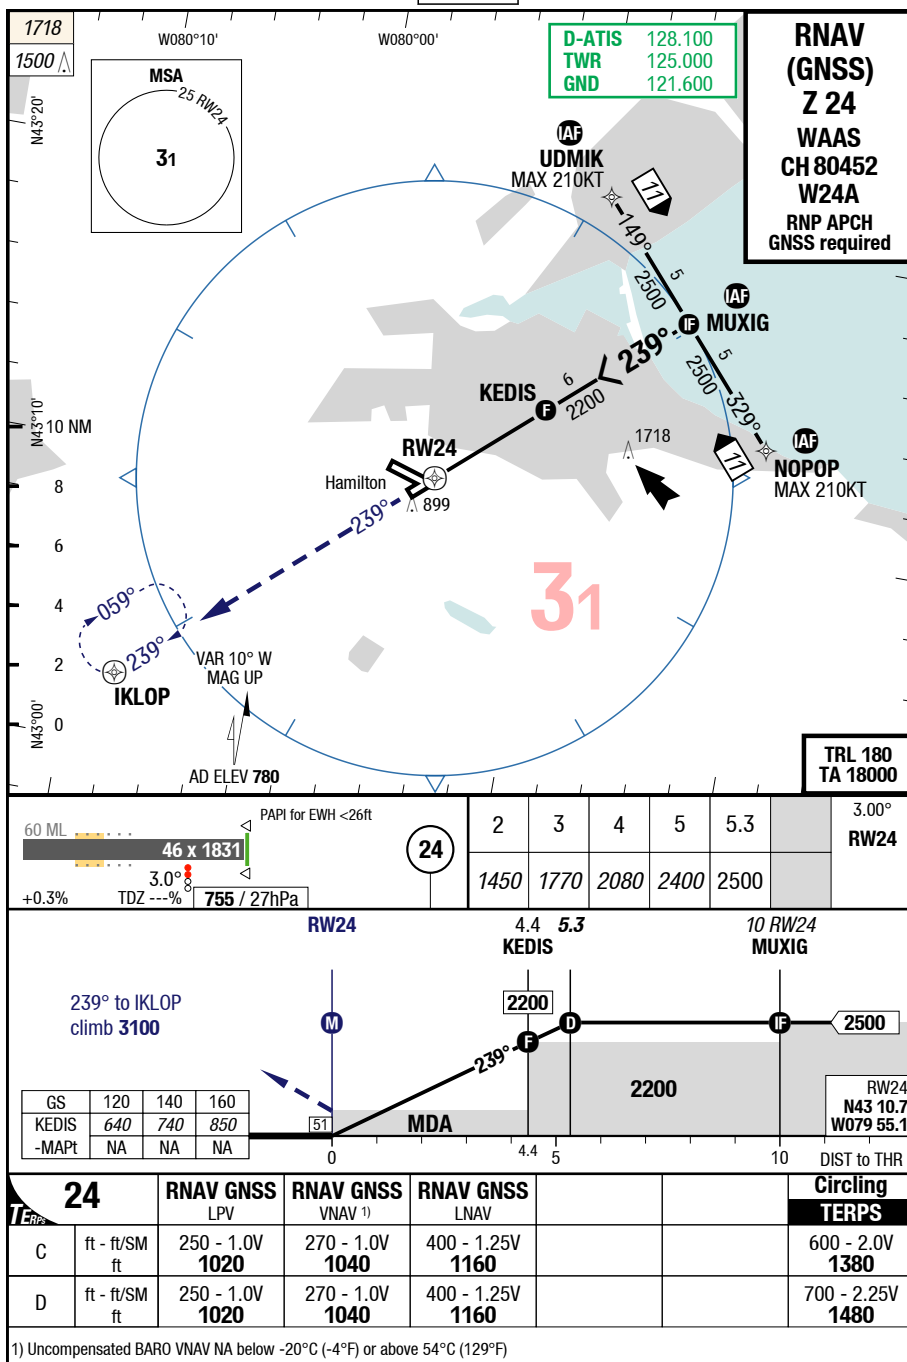 1718
1500
W080°10'
W080°00'
N43°20'
N43°10'
N43°00'
MSA
25 RW24
31
D-ATIS 128.100
TWR 125.000
GND 121.600
RNAV
(GNSS)
Z 24
WAAS
CH 80452
W24A
RNP APCH
GNSS required
IAF
UDMIK
MAX 210KT
11
149°
5
2500
IAF
IF MUXIG
5
2500
329°
239°
6
2200
KEDIS
F
1718
11
IAF
NOPOP
MAX 210KT
RW24
Hamilton
899
239°
10 NM
8
6
4
2
0
31
059°
239°
IKLOP
VAR 10° W
MAG UP
AD ELEV 780
TRL 180
TA 18000
60 ML
PAPI for EWH <26ft
46 x 1831
3.0°
+0.3%
TDZ ---%
755 / 27hPa
24
2 3 4 5 5.3
1450 1770 2080 2400 2500
3.00°
RW24
RW24
4.4 5.3
KEDIS
10 RW24
MUXIG
239° to IKLOP
climb 3100
M
2200
F
D
IF
2500
239°
2200
MDA
51
RW24
N43 10.7
W079 55.1
0
4.4
5
10
DIST to THR
GS 120 140 160
KEDIS 640 740 850
-MAPt NA NA NA
TERPS
24
RNAV GNSS
LPV
RNAV GNSS
VNAV 1)
RNAV GNSS
LNAV
Circling
TERPS
C
ft - ft/SM
ft
250 - 1.0V
1020
270 - 1.0V
1040
400 - 1.25V
1160
600 - 2.0V
1380
D
ft - ft/SM
ft
250 - 1.0V
1020
270 - 1.0V
1040
400 - 1.25V
1160
700 - 2.25V
1480
1) Uncompensated BARO VNAV NA below -20°C (-4°F) or above 54°C (129°F)